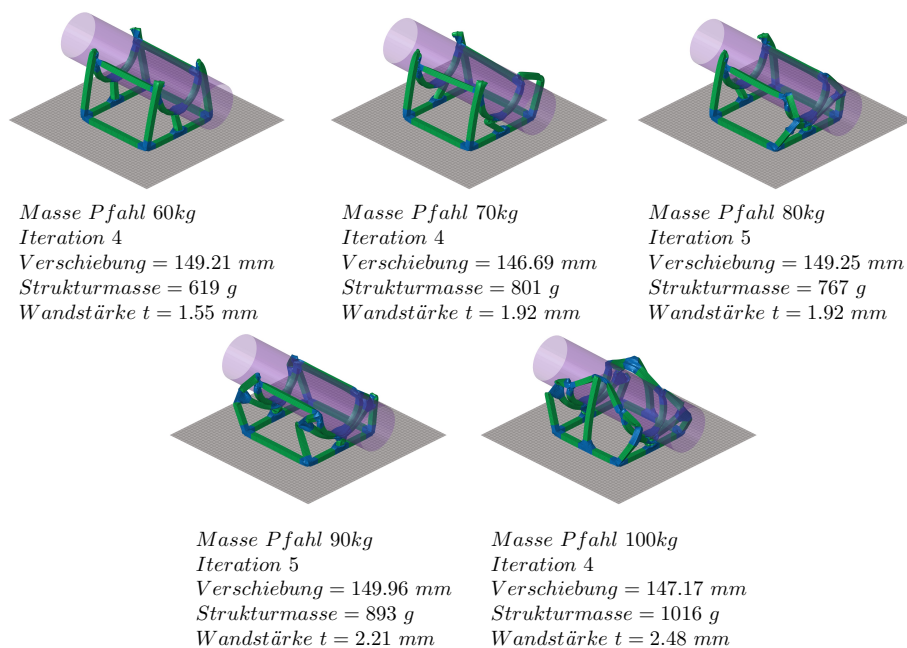 Masse Pfahl 60kg
Iteration 4
Verschiebung = 149.21 mm
Strukturmasse = 619 g
Wandstärke t = 1.55 mm
Masse Pfahl 70kg
Iteration 4
Verschiebung = 146.69 mm
Strukturmasse = 801 g
Wandstärke t = 1.92 mm
Masse Pfahl 80kg
Iteration 5
Verschiebung = 149.25 mm
Strukturmasse = 767 g
Wandstärke t = 1.92 mm
Masse Pfahl 90kg
Iteration 5
Verschiebung = 149.96 mm
Strukturmasse = 893 g
Wandstärke t = 2.21 mm
Masse Pfahl 100kg
Iteration 4
Verschiebung = 147.17 mm
Strukturmasse = 1016 g
Wandstärke t = 2.48 mm